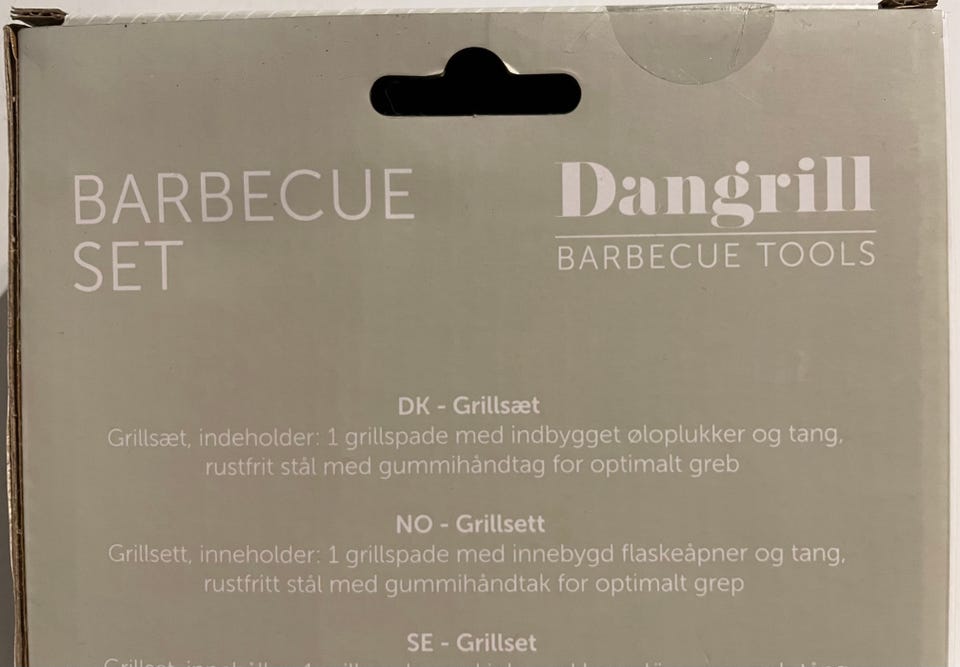 BARBECUE
SET
Dangrill
BARBECUE TOOLS
DK - Grillsæt
Grillsæt, indeholder: 1 grillspade med indbygget øloplukker og tang,
rustfrit stål med gummihåndtag for optimalt greb
NO - Grillsett
Grillsett, inneholder: 1 grillspade med innebygd flaskeåpner og tang,
rustfritt stål med gummihåndtak for optimalt grep
SE - Grillset